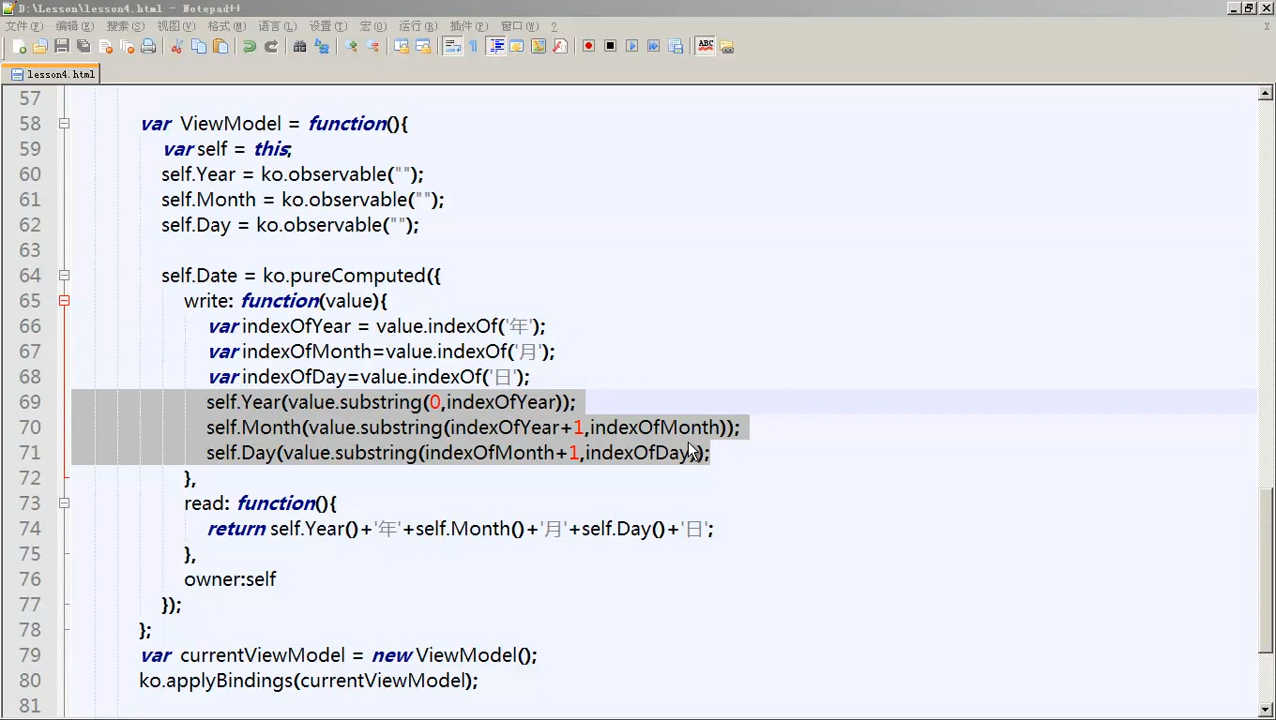 D:\Lesson\lesson4.html - Notepad++
文件(F) 编辑(E) 搜索(S) 视图(V) 格式(M) 语言(L) 设置(T) 宏(O) 运行(R) 插件(P) 窗口(W) ?
ABC
lesson4.html
57
58 var ViewModel = function(){
59 var self = this;
60 self.Year = ko.observable("");
61 self.Month = ko.observable("");
62 self.Day = ko.observable("");
63
64 self.Date = ko.pureComputed({
65 write: function(value){
66 var indexOfYear = value.indexOf('年');
67 var indexOfMonth=value.indexOf('月');
68 var indexOfDay=value.indexOf('日');
69 self.Year(value.substring(0,indexOfYear));
70 self.Month(value.substring(indexOfYear+1,indexOfMonth));
71 self.Day(value.substring(indexOfMonth+1,indexOfDay));
72 },
73 read: function(){
74 return self.Year()+'年'+self.Month()+'月'+self.Day()+'日';
75 },
76 owner:self
77 });
78 };
79 var currentViewModel = new ViewModel();
80 ko.applyBindings(currentViewModel);
81